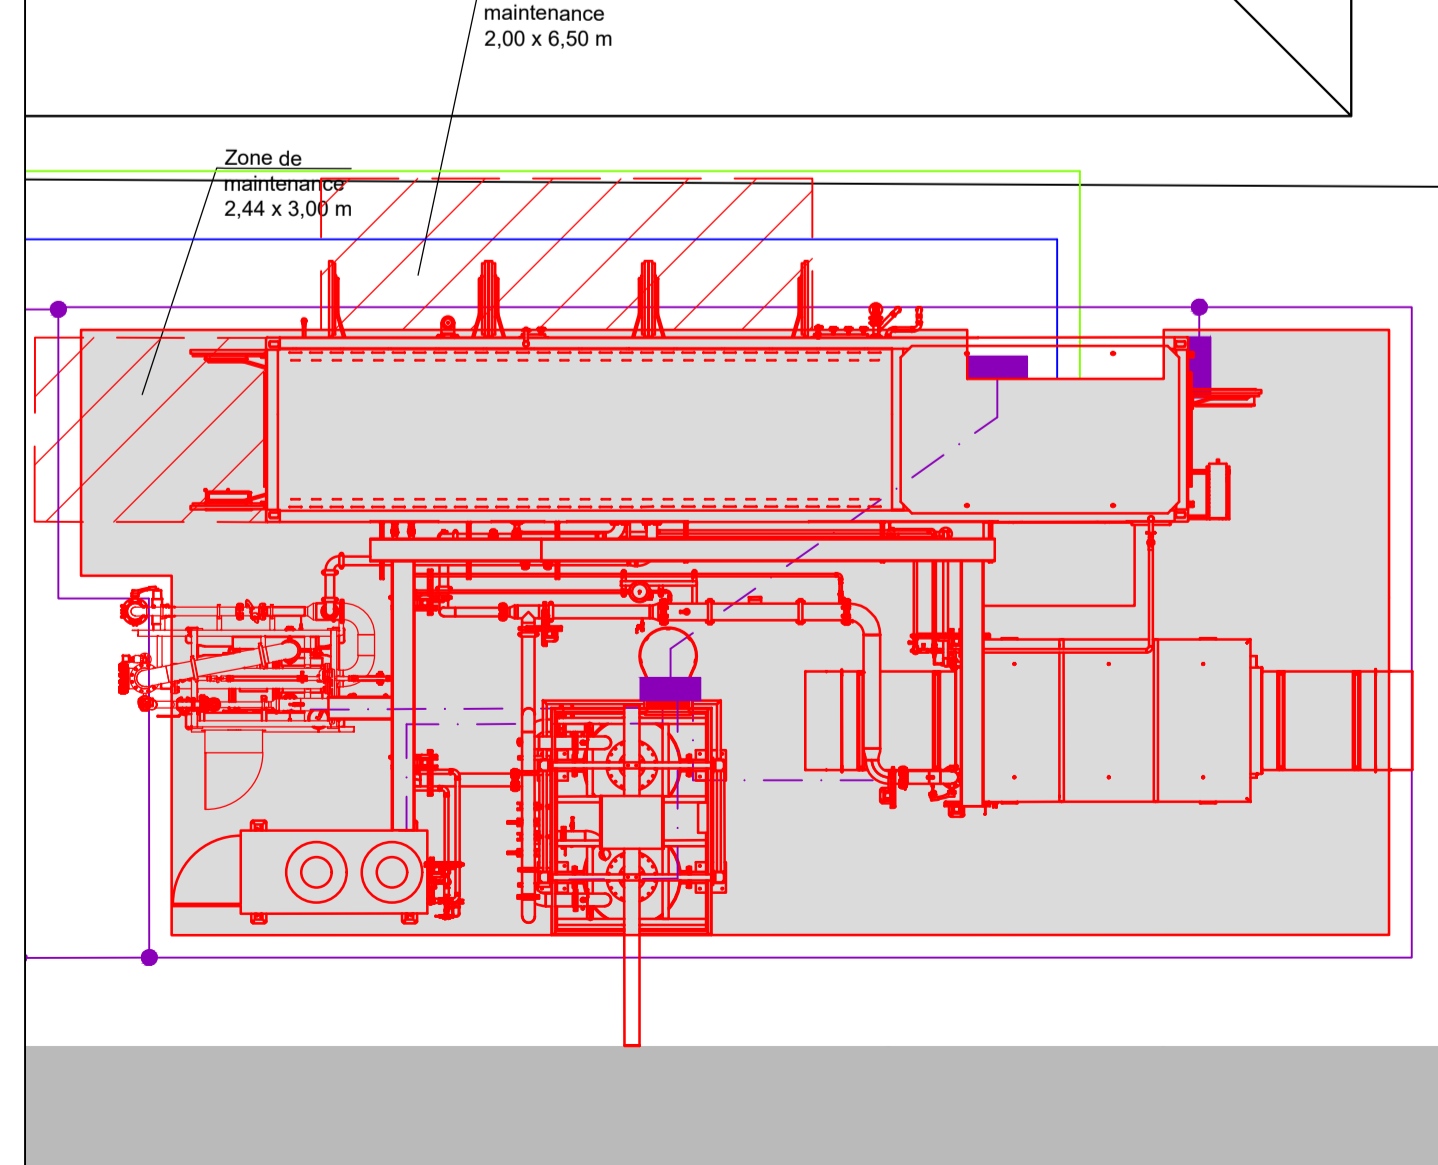 maintenance
2,00 x 6,50 m
Zone de
maintenance
2,44 x 3,00 m